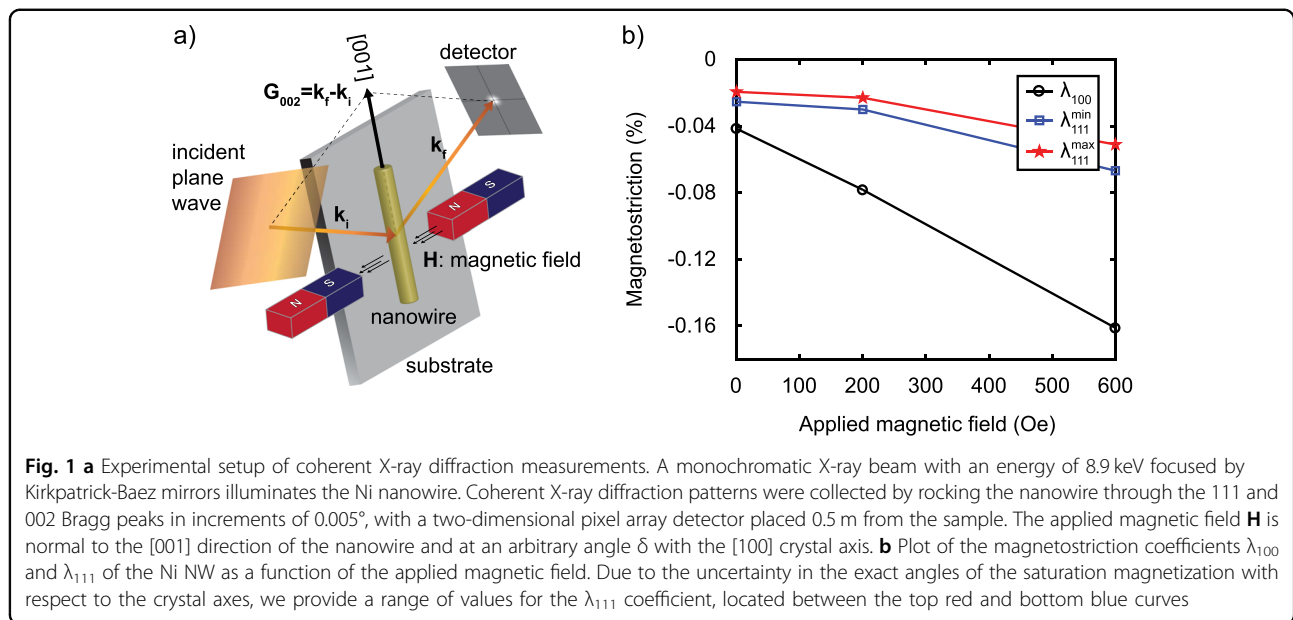 a)
[001]
detector
G002=kf-ki
incident
plane
wave
kf
ki
N
S
H: magnetic field
S
N
nanowire
substrate
b)
0
-0.04
-0.08
-0.12
-0.16
Magnetostriction (%)
λ100
λ111min
λ111max
0 100 200 300 400 500 600
Applied magnetic field (Oe)
Fig. 1 a Experimental setup of coherent X-ray diffraction measurements. A monochromatic X-ray beam with an energy of 8.9 keV focused by
Kirkpatrick-Baez mirrors illuminates the Ni nanowire. Coherent X-ray diffraction patterns were collected by rocking the nanowire through the 111 and
002 Bragg peaks in increments of 0.005°, with a two-dimensional pixel array detector placed 0.5 m from the sample. The applied magnetic field H is
normal to the [001] direction of the nanowire and at an arbitrary angle δ with the [100] crystal axis. b Plot of the magnetostriction coefficients λ100
and λ111 of the Ni NW as a function of the applied magnetic field. Due to the uncertainty in the exact angles of the saturation magnetization with
respect to the crystal axes, we provide a range of values for the λ111 coefficient, located between the top red and bottom blue curves